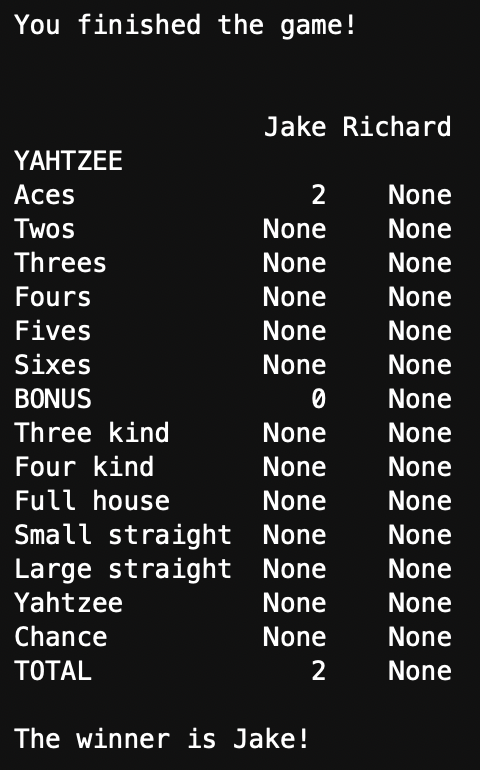 You finished the game!
Jake Richard
YAHTZEE
Aces 2 None
Twos None None
Threes None None
Fours None None
Fives None None
Sixes None None
BONUS 0 None
Three kind None None
Four kind None None
Full house None None
Small straight None None
Large straight None None
Yahtzee None None
Chance None None
TOTAL 2 None
The winner is Jake!